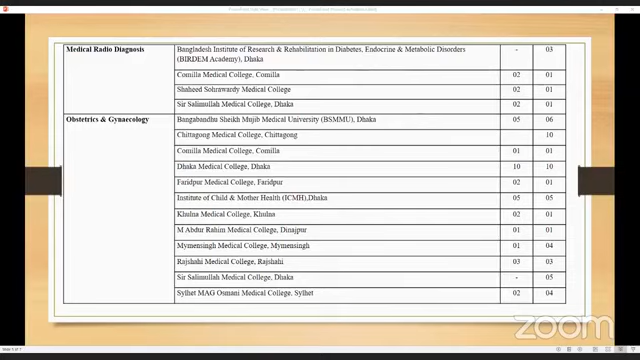 Medical Radio Diagnosis Bangladesh Institute of Research & Rehabilitation in Diabetes, Endocrine & Metabolic Disorders - 03
(BIRDEM Academy), Dhaka
Comilla Medical College, Comilla 02 01
Shaheed Sohrawardy Medical College 02 01
Sir Salimullah Medical College, Dhaka 02 01
Obstetrics & Gynaecology Bangabandhu Sheikh Mujib Medical University (BSMMU), Dhaka 05 06
Chittagong Medical College, Chittagong 10
Comilla Medical College, Comilla 01 01
Dhaka Medical College, Dhaka 10 10
Faridpur Medical College, Faridpur 02 01
Institute of Child & Mother Health (ICMH),Dhaka 05 05
Khulna Medical College, Khulna 02 01
M Abdur Rahim Medical College, Dinajpur 01 01
Mymensingh Medical College, Mymensingh 01 04
Rajshahi Medical College, Rajshahi 03 03
Sir Salimullah Medical College, Dhaka - 05
Sylhet MAG Osmani Medical College, Sylhet 02 04
zoom